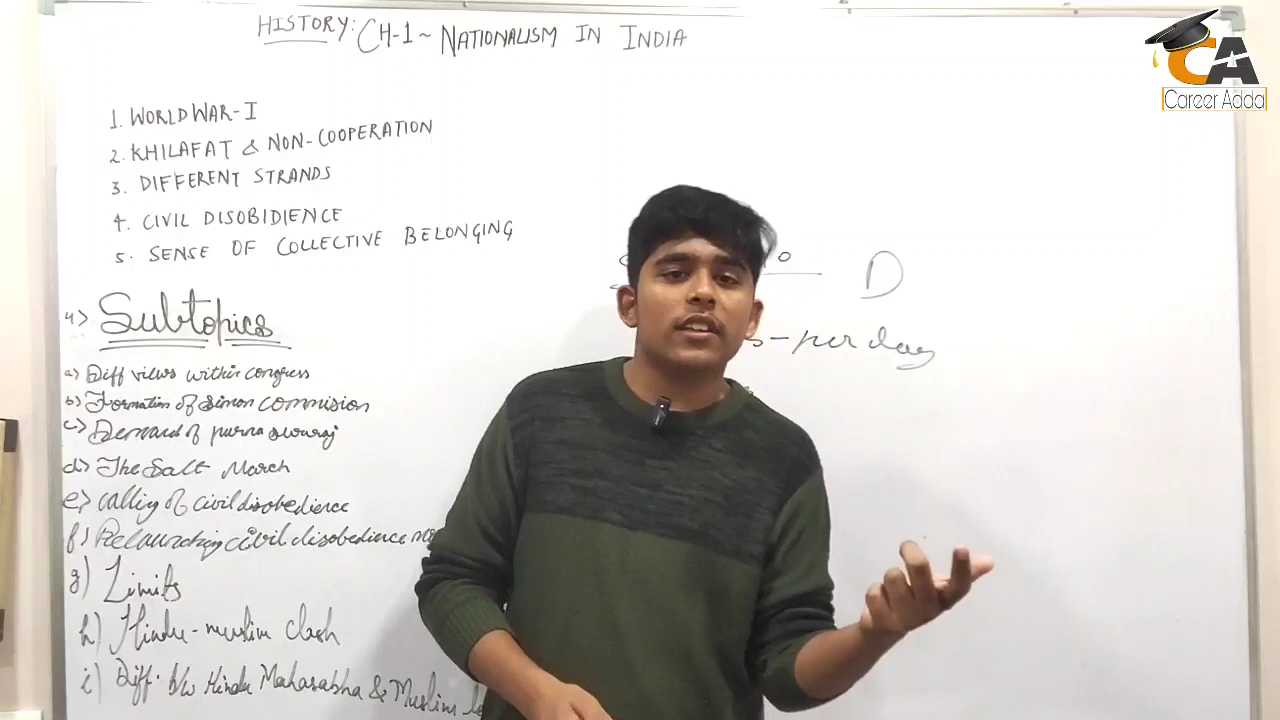 HISTORY: CH-1 ~ NATIONALISM IN INDIA
CA
Career Adda
1. WORLD WAR-I
2. KHILAFAT & NON-COOPERATION
3. DIFFERENT STRANDS
4. CIVIL DISOBIDIENCE
5. SENSE OF COLLECTIVE BELONGING
4> Subtopics
a) Diff views within congress
b) Formation of simon commision
c) Demand of purna swaraj
d) The Salt March
e) calling of civil disobedience
f) Relaunching civil disobedience
g) Limits
h) Hindu-muslim clash
i) Diff. b/w Hindu Mahasabha & Muslim
D
- per day